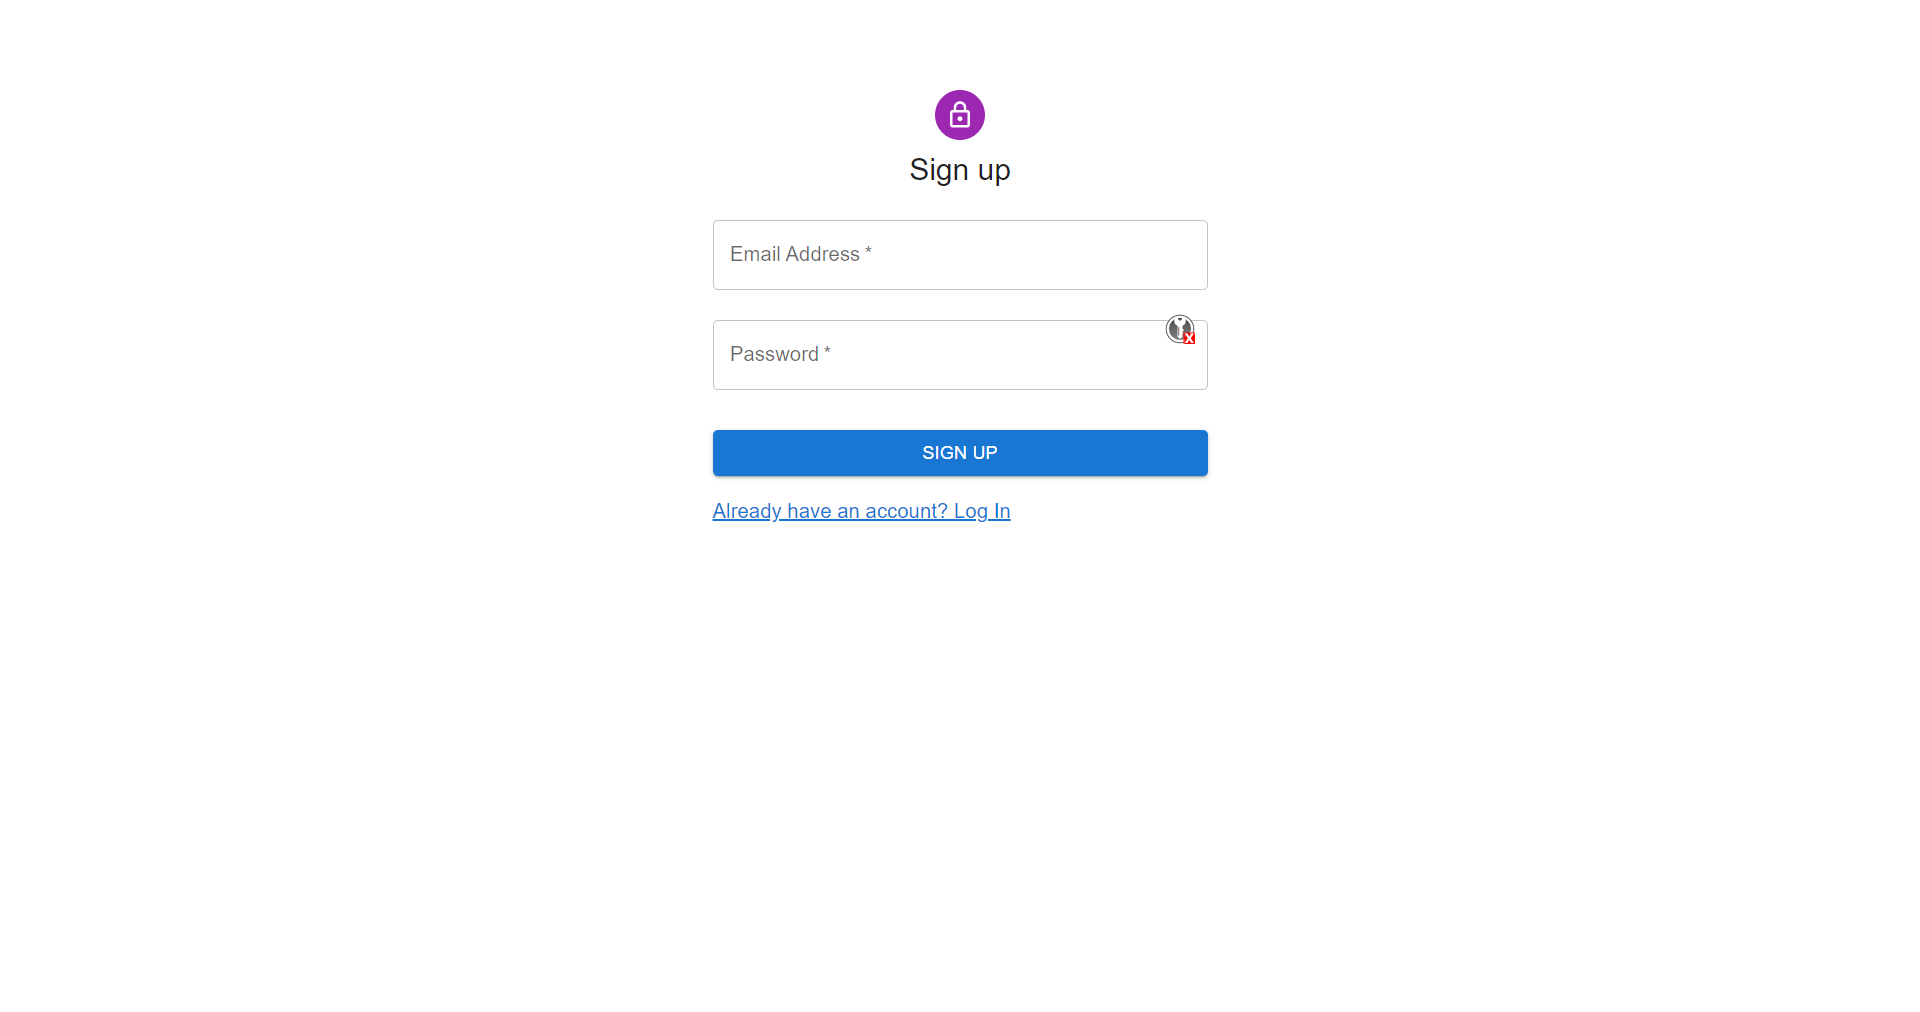 Sign up
Email Address *
Password *
SIGN UP
Already have an account? Log In